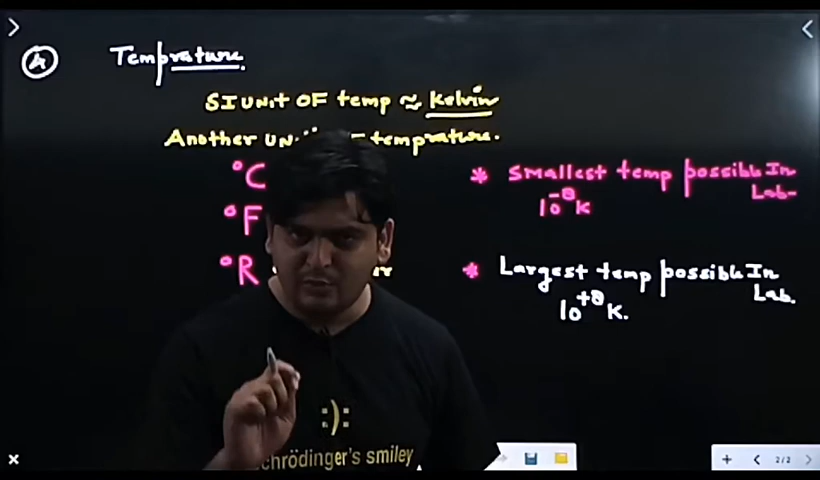 A Temprature.
SI Unit OF temp ≈ Kelvin
Another temprature.
°C
°F
°R
* Smallest temp possible In Lab-
10⁻⁸ K
* Largest temp possible In Lab.
10⁺⁸ K.
:):
chrödinger's smiley
2/2